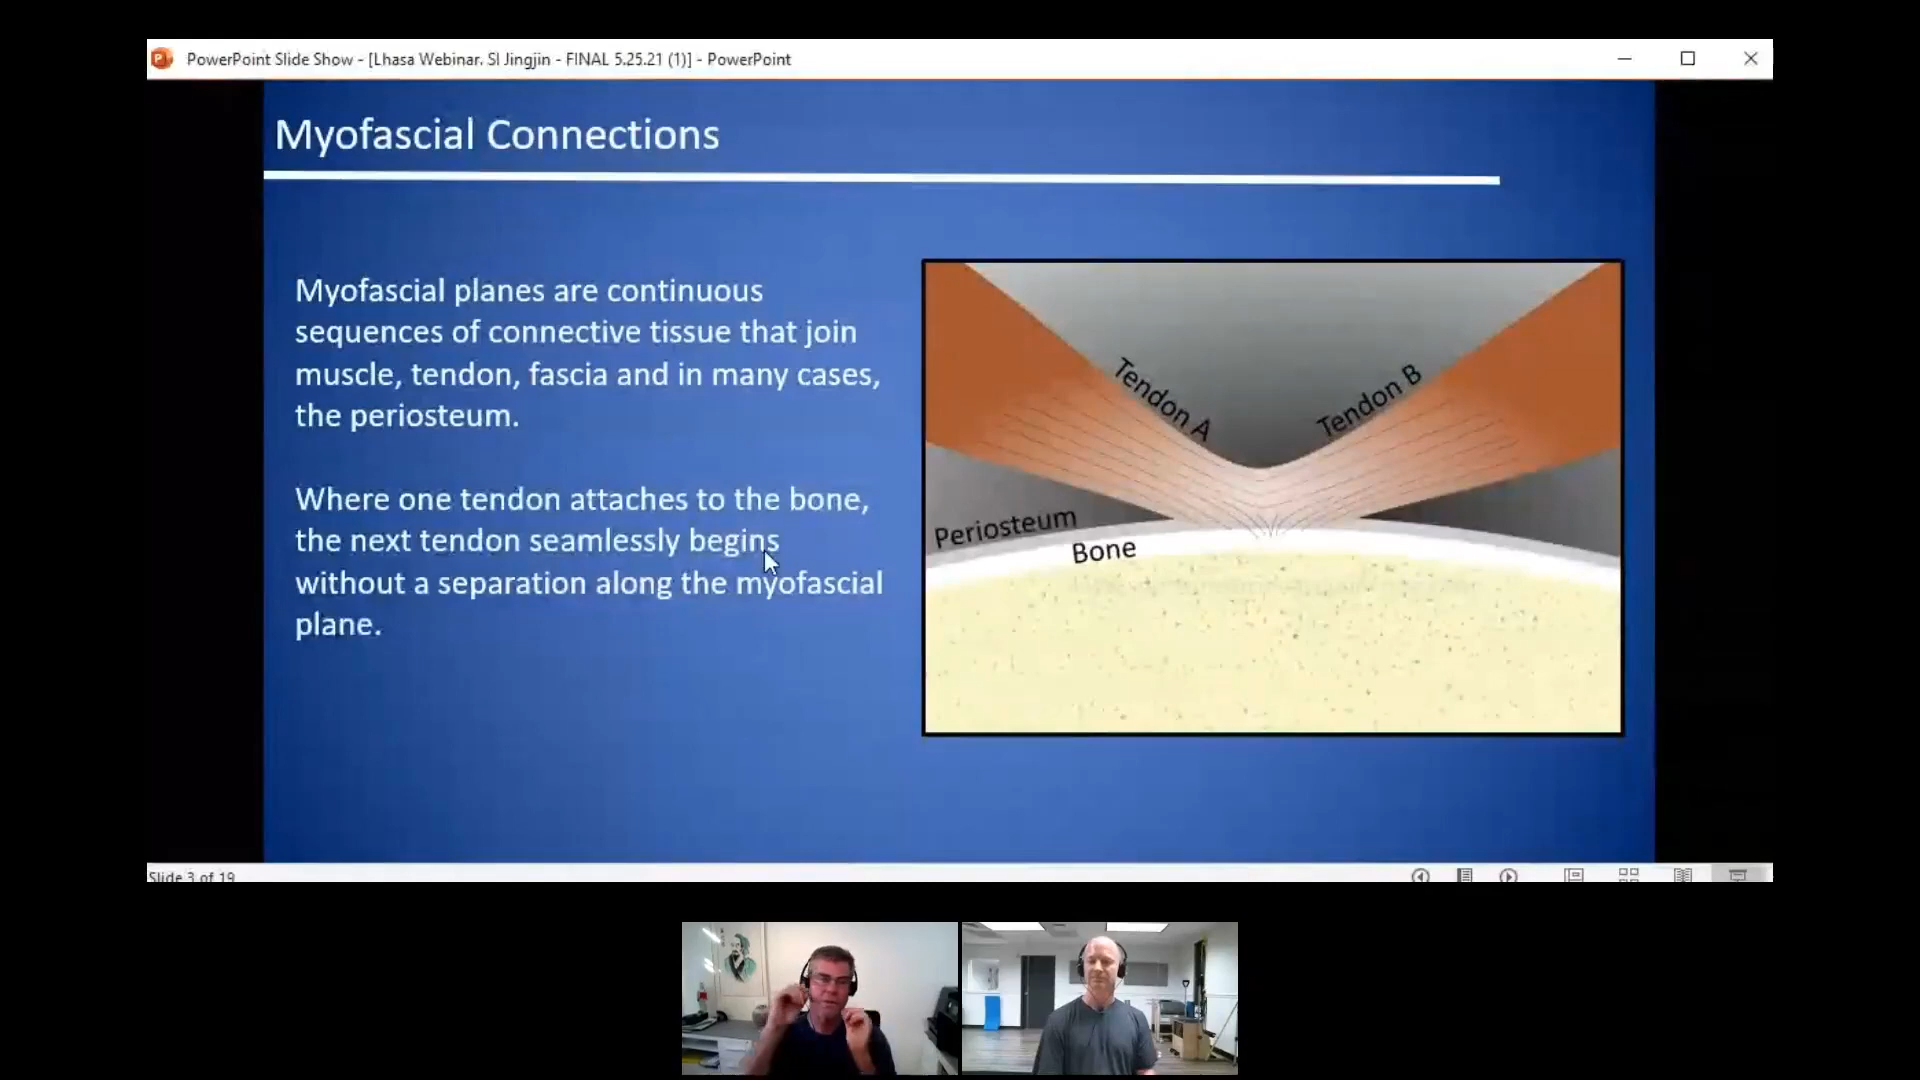 PowerPoint Slide Show - [Lhasa Webinar. SI Jingjin - FINAL 5.25.21 (1)] - PowerPoint
Myofascial Connections
Myofascial planes are continuous
sequences of connective tissue that join
muscle, tendon, fascia and in many cases,
the periosteum.
Where one tendon attaches to the bone,
the next tendon seamlessly begins
without a separation along the myofascial
plane.
Tendon A
Tendon B
Periosteum
Bone
Slide 3 of 19